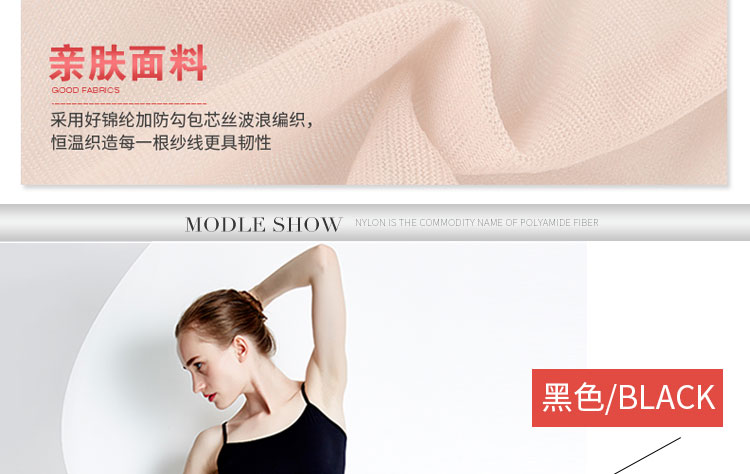 亲肤面料
GOOD FABRICS
采用好锦纶加防勾包芯丝波浪编织，
恒温织造每一根纱线更具韧性
MODLE SHOW NYLON IS THE COMMODITY NAME OF POLYAMIDE FIBER
黑色/BLACK